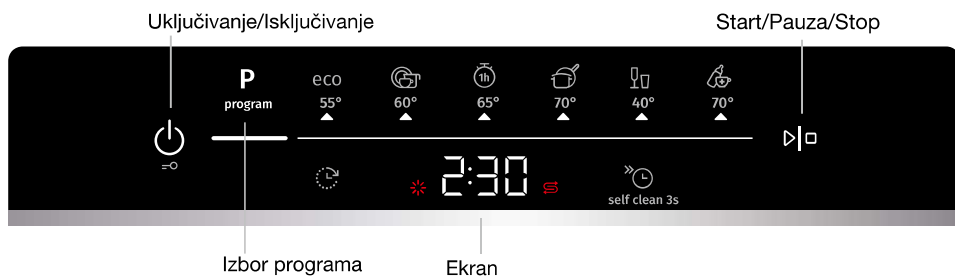 Uključivanje/Isključivanje
Start/Pauza/Stop
P
program
eco
1h
55°
60°
65°
70°
40°
70°
2:30
self clean 3s
Izbor programa
Ekran